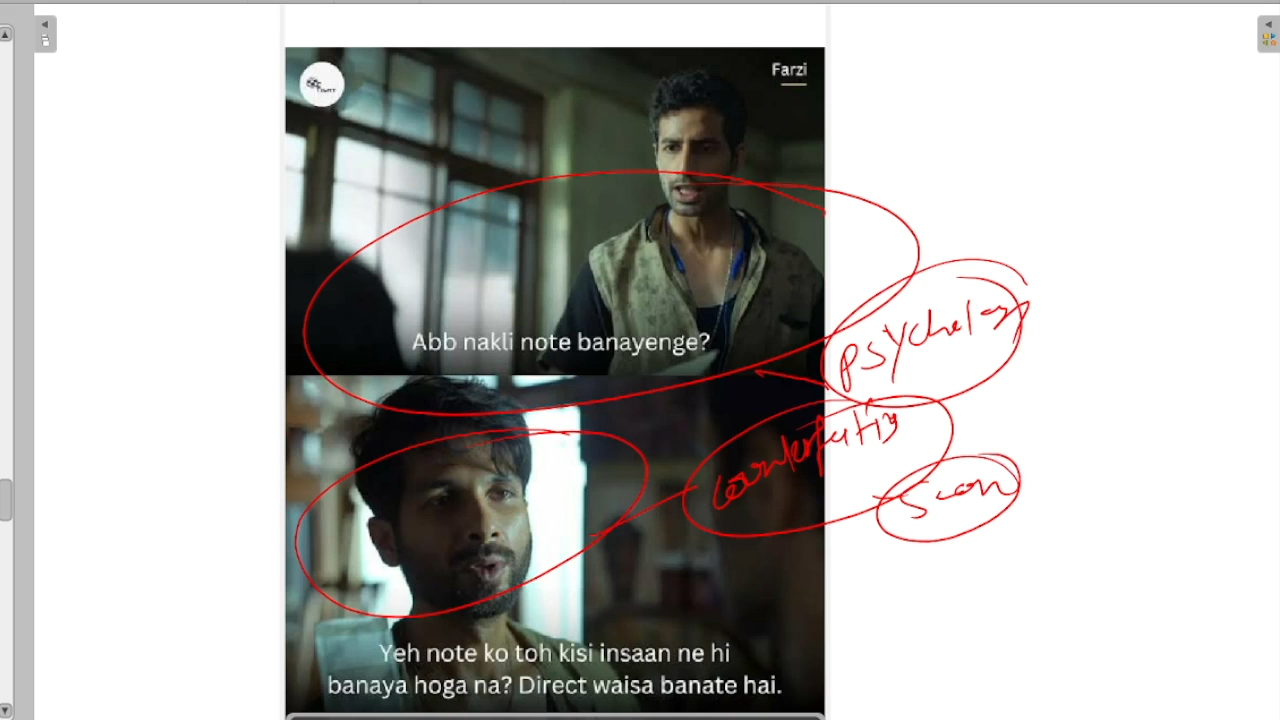 Farzi
Abb nakli note banayenge?
psychology
counterfeiting
Scan
Yeh note ko toh kisi insaan ne hi
banaya hoga na? Direct waisa banate hai.